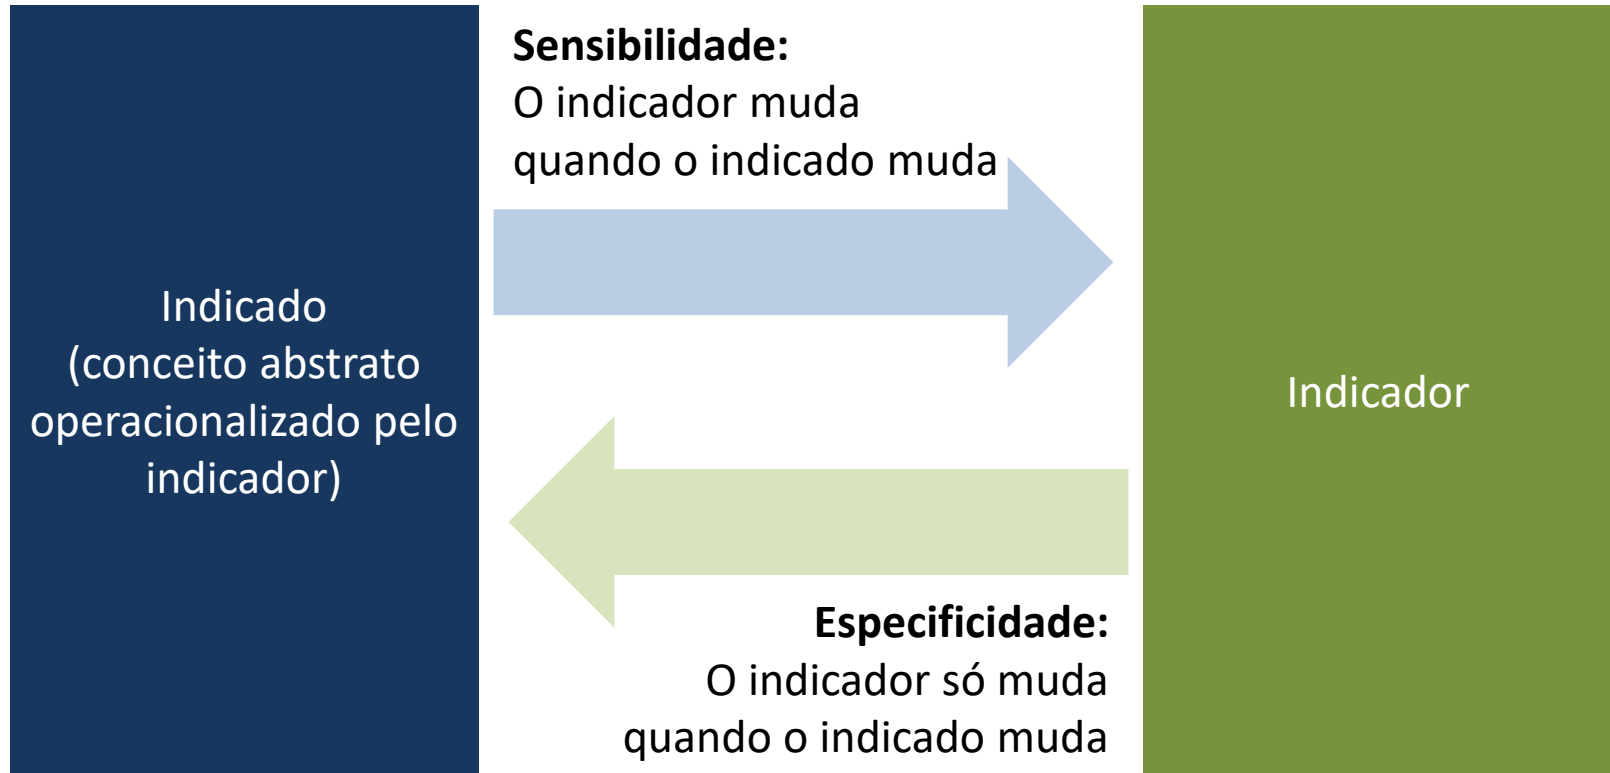 Sensibilidade:
O indicador muda
quando o indicado muda
Indicado
(conceito abstrato
operacionalizado pelo
indicador)
Indicador
Especificidade:
O indicador só muda
quando o indicado muda